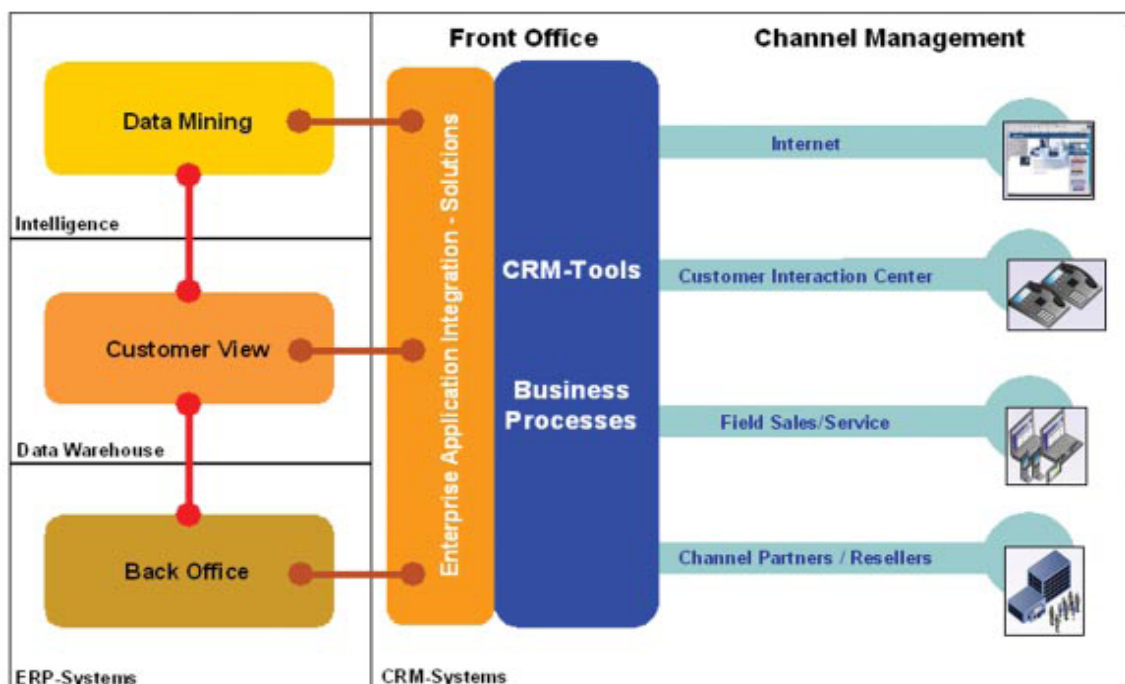 Front Office
Channel Management
Data Mining
Intelligence
Customer View
Data Warehouse
Back Office
ERP-Systems
Enterprise Application Integration - Solutions
CRM-Tools
Business
Processes
CRM-Systems
Internet
Customer Interaction Center
Field Sales/Service
Channel Partners / Resellers